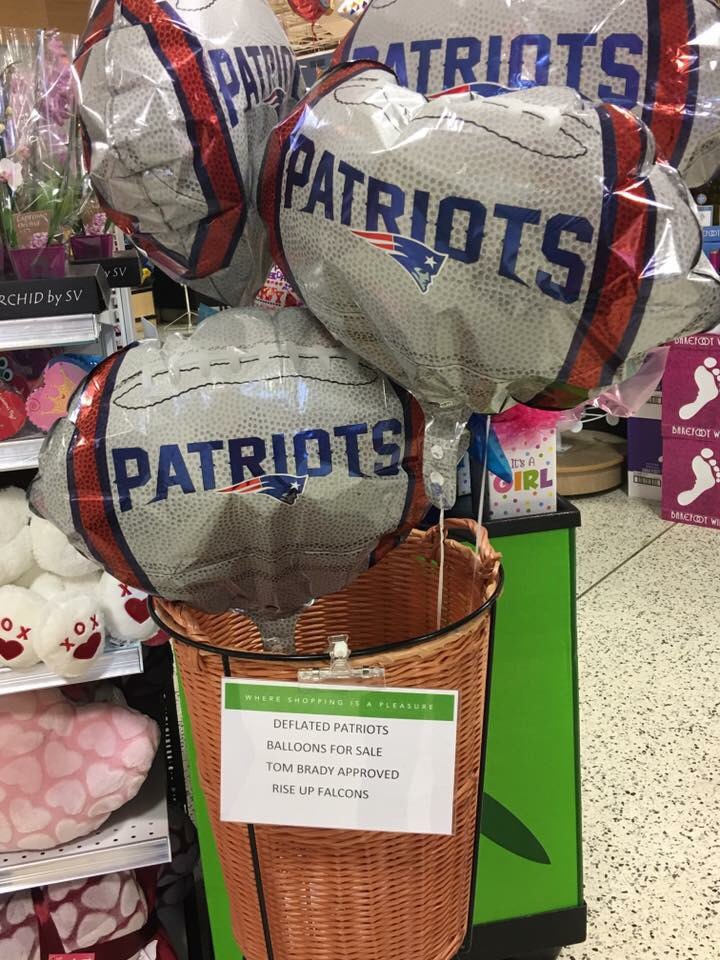 PATRIOTS
PATRIOTS
PATRIOTS
ORCHID by SV
by SV
PATRIOTS
IT'S A
GIRL
BAREFOOT
BAREFOOT
BAREFOOT
XOX
WHERE SHOPPING IS A PLEASURE
DEFLATED PATRIOTS
BALLOONS FOR SALE
TOM BRADY APPROVED
RISE UP FALCONS